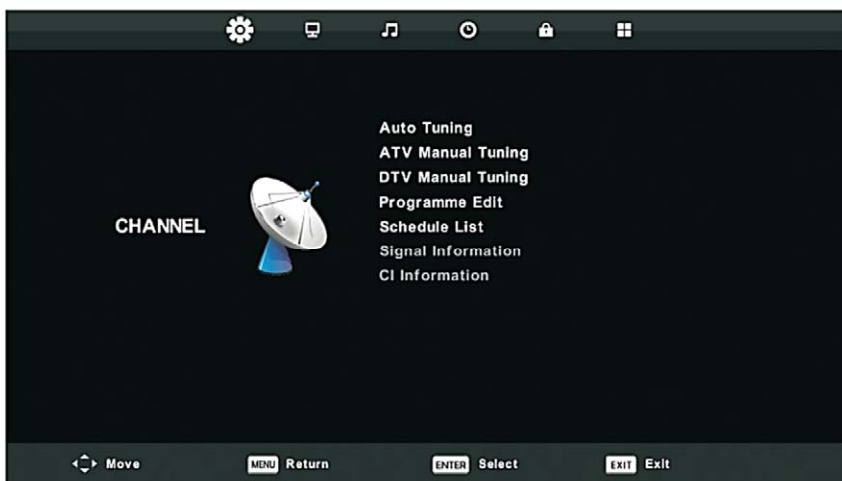 Auto Tuning
ATV Manual Tuning
DTV Manual Tuning
Programme Edit
CHANNEL
Schedule List
Signal Information
CI Information
Move MENU Return ENTER Select EXIT Exit